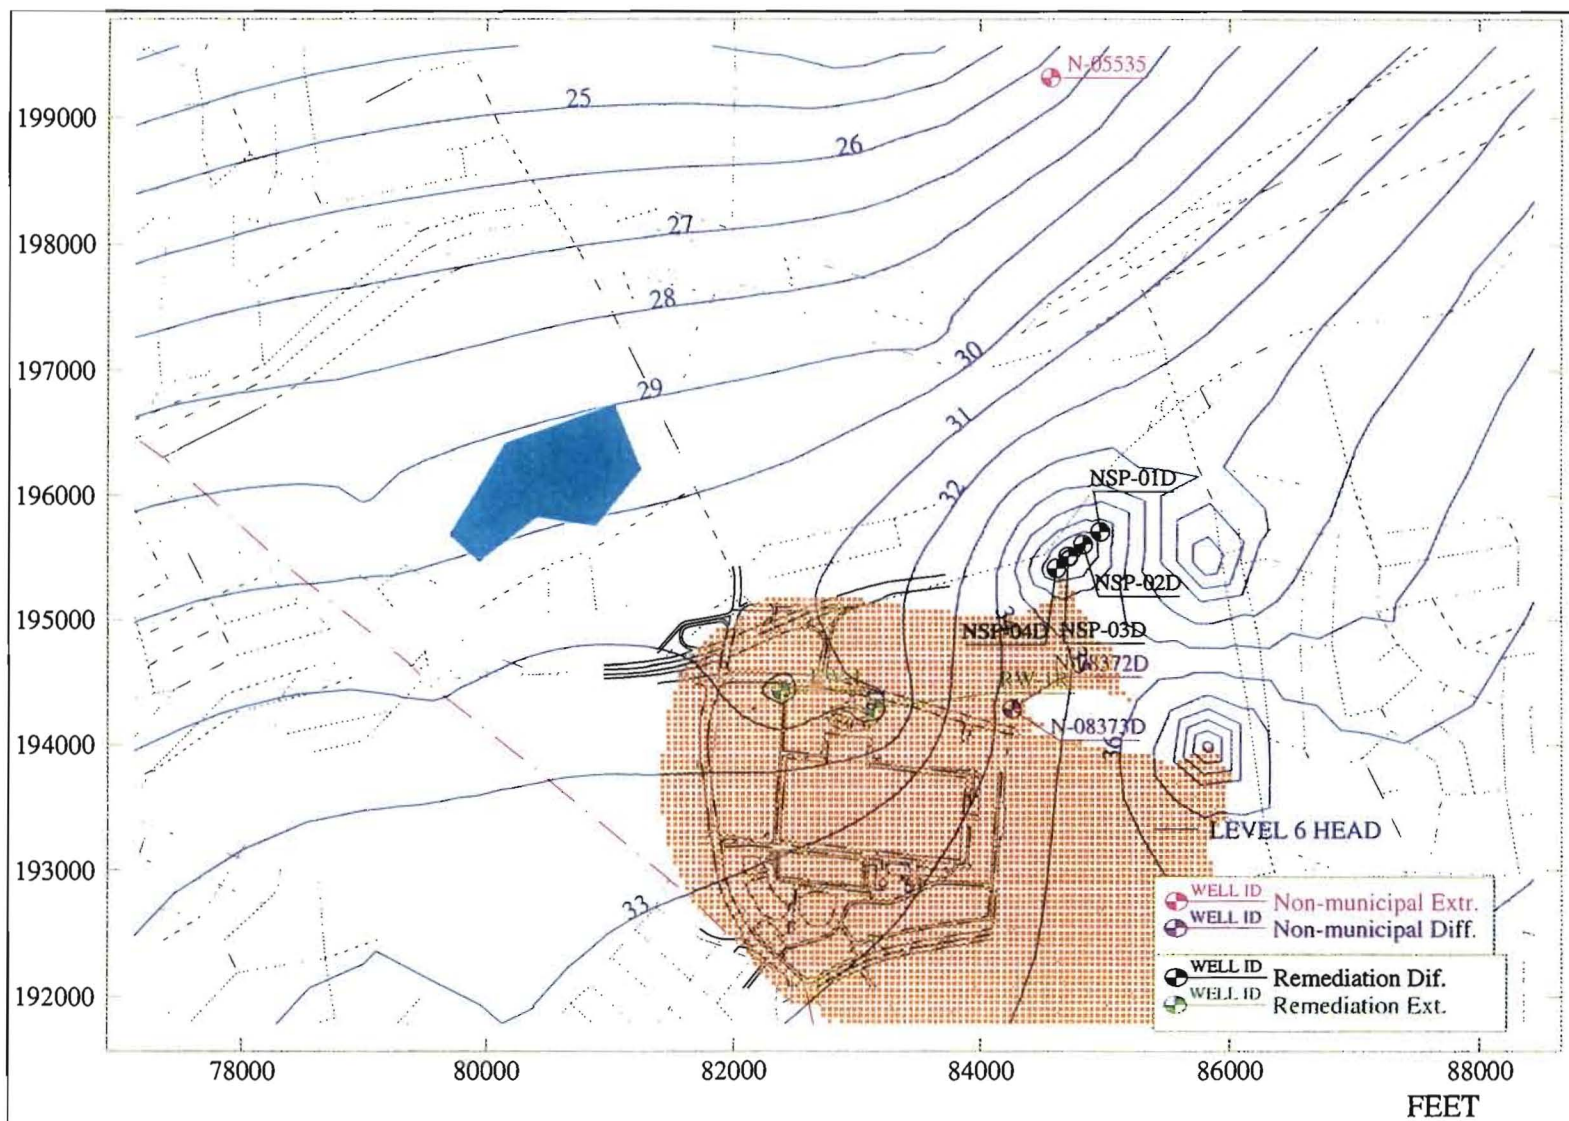 N-05535
199000
25
26
198000
27
28
197000
30
29
31
196000
NSP-01D
32
NSP-02D
195000
NSP-04D NSP-03D
N-08372D
RW-1R
194000
N-08373D
36
LEVEL 6 HEAD
193000
33
WELL ID Non-municipal Extr.
WELL ID Non-municipal Diff.
WELL ID Remediation Dif.
192000
WELL ID Remediation Ext.
78000 80000 82000 84000 86000 88000
FEET